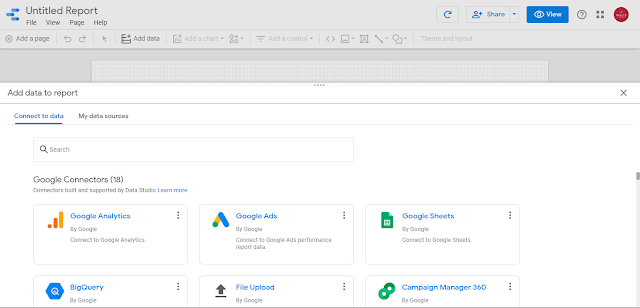 Untitled Report
File View Page Help
Share
View
Add a page
Add data
Add a chart
Add a control
Theme and layout
Add data to report
Connect to data My data sources
Search
Google Connectors (18)
Connectors built and supported by Data Studio Learn more
Google Analytics
By Google
Connect to Google Analytics.
Google Ads
By Google
Connect to Google Ads performance
report data.
Google Sheets
By Google
Connect to Google Sheets.
BigQuery
By Google
File Upload
By Google
Campaign Manager 360
By Google